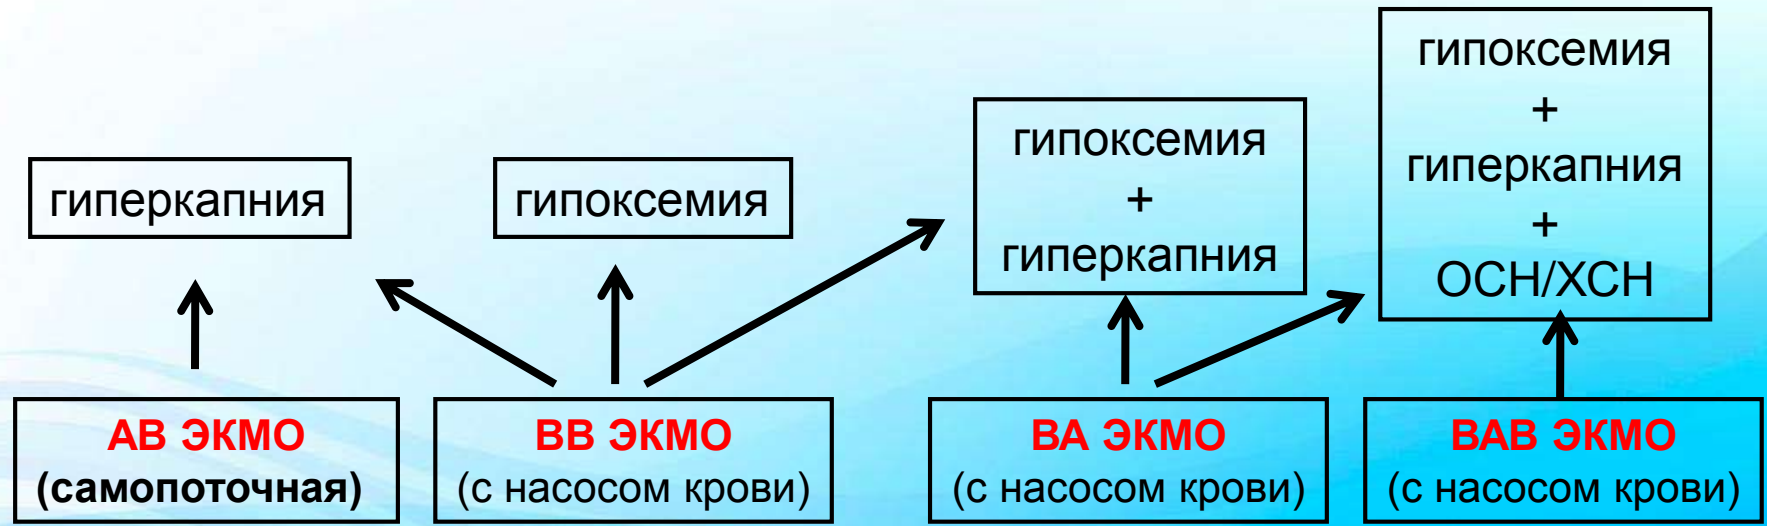 гиперкапния
гипоксемия
гипоксемия
+
гиперкапния
гипоксемия
+
гиперкапния
+
ОСН/ХСН
АВ ЭКМО
(самопоточная)
ВВ ЭКМО
(с насосом крови)
ВА ЭКМО
(с насосом крови)
ВАВ ЭКМО
(с насосом крови)